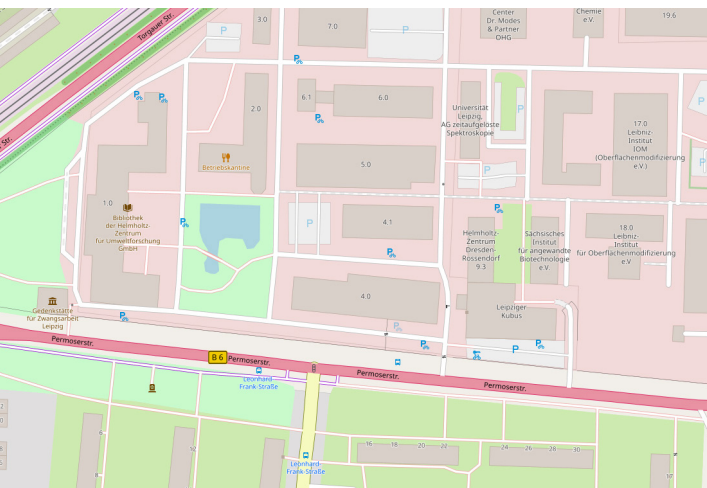 Torgauer Str.
P
3.0
7.0
P
Center
Dr. Modes
& Partner
OHG
Chemie
e.V.
19.6
P
P
P
2.0
6.1
6.0
P
Universität
Leipzig,
AG zeitaufgelöste
Spektroskopie
P
17.0
Leibniz-
Institut
IOM
(Oberflächenmodifizierung
e.V)
P
Str.
Betriebskantine
5.0
P
P
1.0
Bibliothek
der Helmholtz-
Zentrum
für Umweltforschung
GmbH
P
P
4.1
P
P
Helmholtz-
Zentrum
Dresden-
Rossendorf
9.3
Sächsisches
Institut
für angewandte
Biotechnologie
e.V.
18.0
Leibniz-
Institut
für Oberflächenmodifizierung
e.V
Gedenkstätte
für Zwangsarbeit
Leipzig
P
4.0
P
P
Leipziger
Kubus
P
P
Permoserstr.
B 6
Permoserstr.
Permoserstr.
Permoserstr.
Leonhard-
Frank-Straße
8
10
16
18
20
22
24
26
28
30
Leonhard-
Frank-Straße